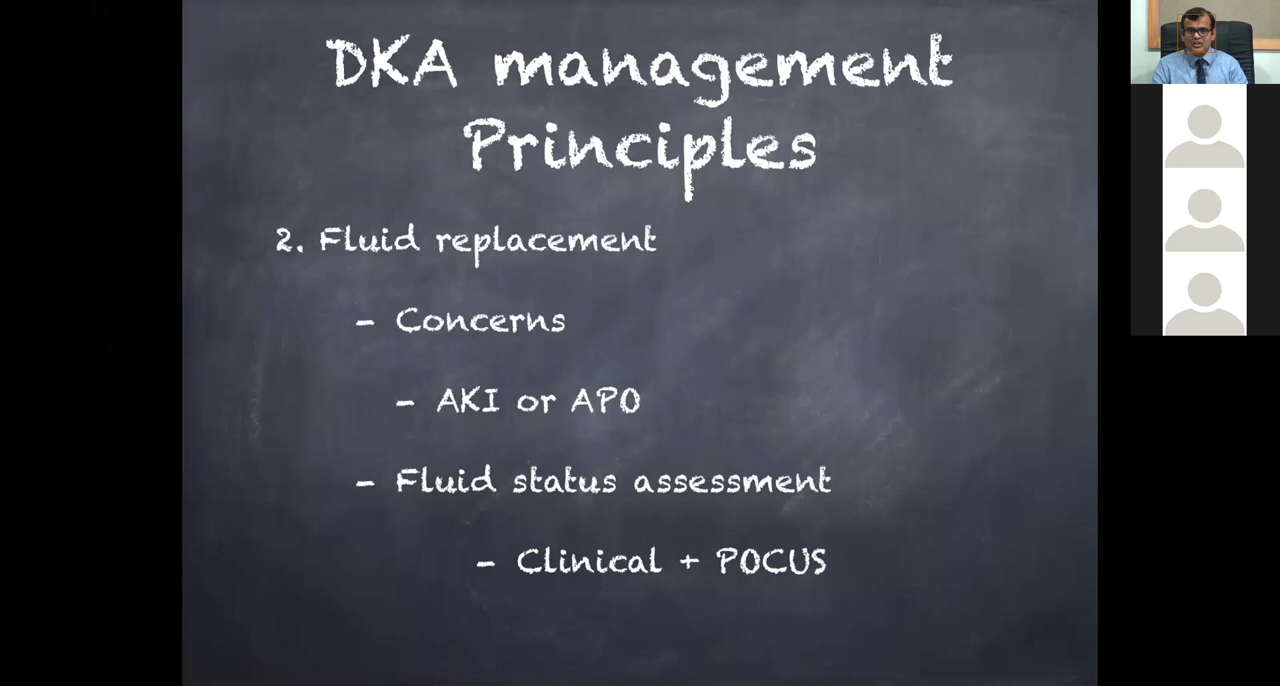 DKA management
Principles
2. Fluid replacement
- Concerns
- AKI or APO
- Fluid status assessment
- Clinical + POCUS